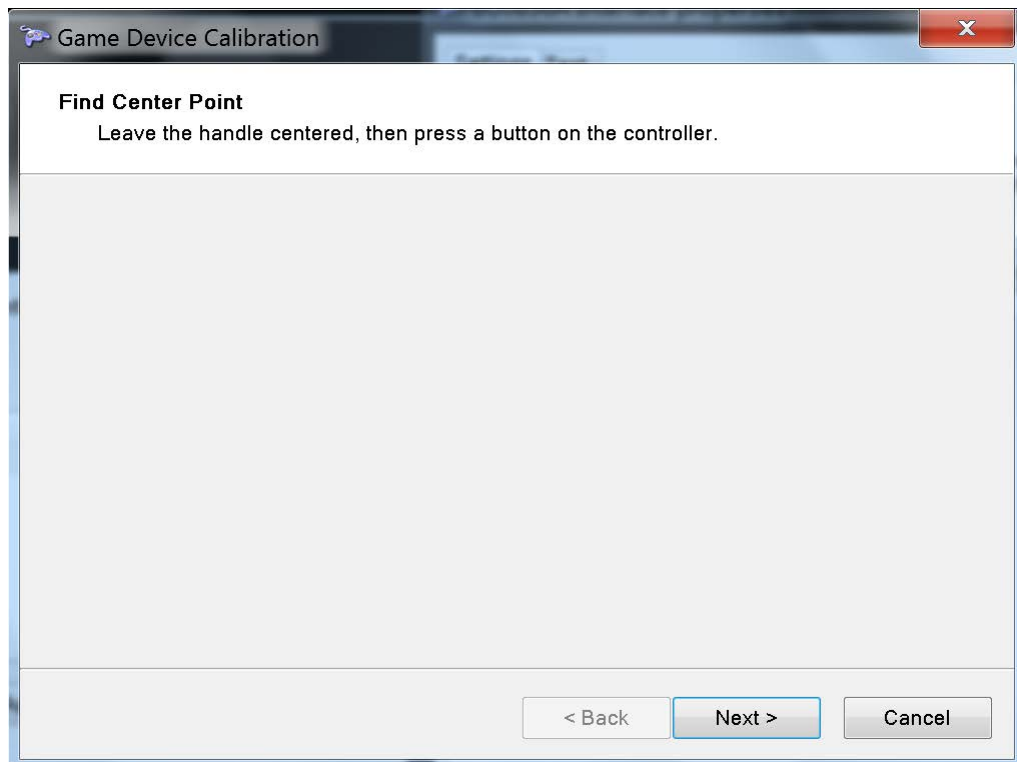 Game Device Calibration
X
Find Center Point
Leave the handle centered, then press a button on the controller.
< Back
Next >
Cancel